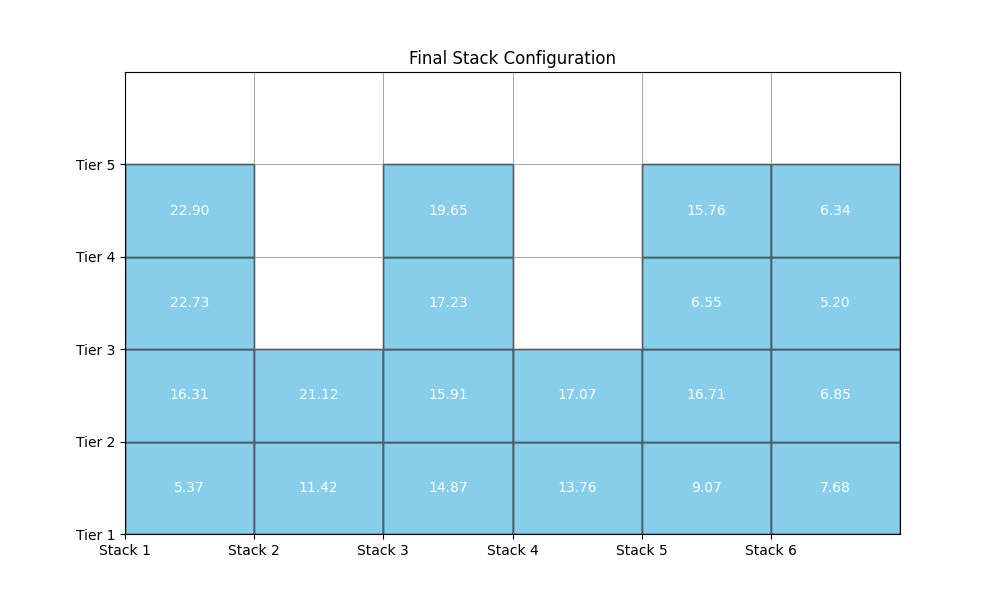 Final Stack Configuration
Tier 5
22.90 19.65 15.76 6.34
Tier 4
22.73 17.23 6.55 5.20
Tier 3
16.31 21.12 15.91 17.07 16.71 6.85
Tier 2
5.37 11.42 14.87 13.76 9.07 7.68
Tier 1
Stack 1 Stack 2 Stack 3 Stack 4 Stack 5 Stack 6